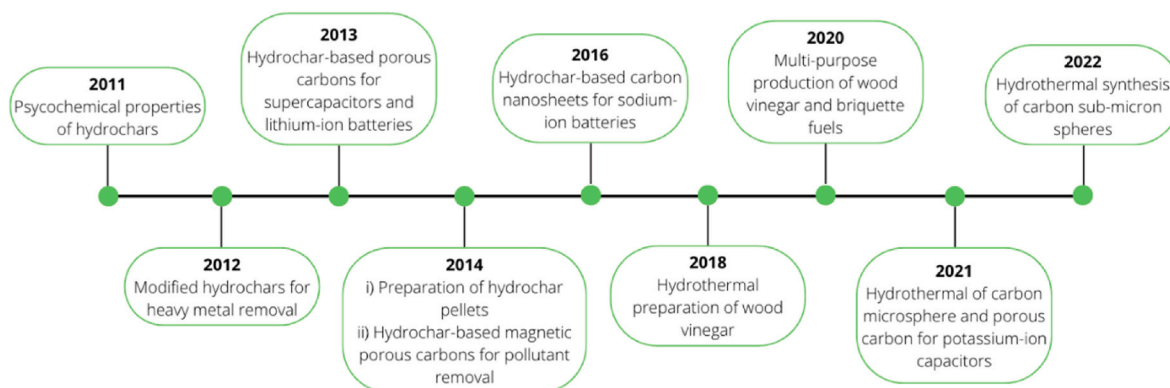 2011
Psycochemical properties
of hydrochars
2012
Modified hydrochars for
heavy metal removal
2013
Hydrochar-based porous
carbons for
supercapacitors and
lithium-ion batteries
2014
i) Preparation of hydrochar
pellets
ii) Hydrochar-based magnetic
porous carbons for pollutant
removal
2016
Hydrochar-based carbon
nanosheets for sodium-
ion batteries
2018
Hydrothermal
preparation of wood
vinegar
2020
Multi-purpose
production of wood
vinegar and briquette
fuels
2021
Hydrothermal of carbon
microsphere and porous
carbon for potassium-ion
capacitors
2022
Hydrothermal synthesis
of carbon sub-micron
spheres